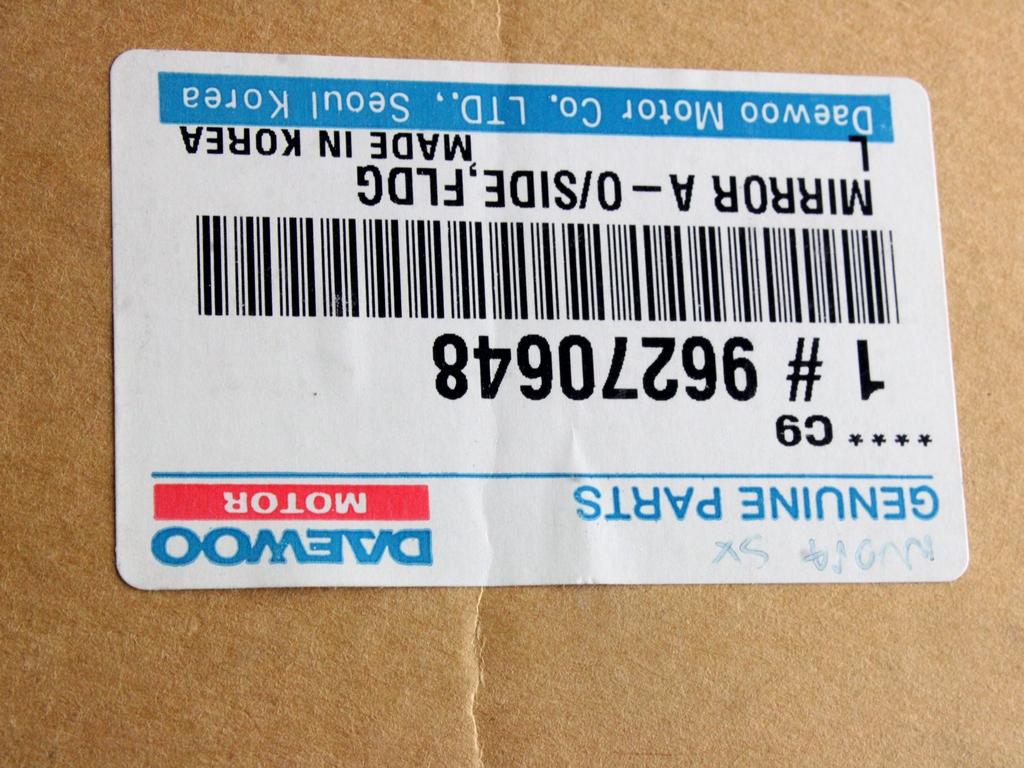 SX
GENUINE PARTS
DAEWOO
MOTOR
**** C9
1 # 96270648
MIRROR A-O/SIDE,FLDG
L
MADE IN KOREA
Daewoo Motor Co. LTD., Seoul Korea